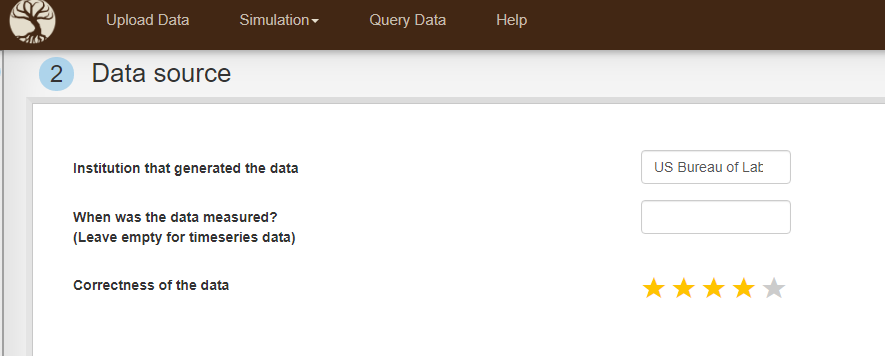 Upload Data Simulation Query Data Help
2 Data source
Institution that generated the data US Bureau of Lat
When was the data measured?
(Leave empty for timeseries data)
Correctness of the data